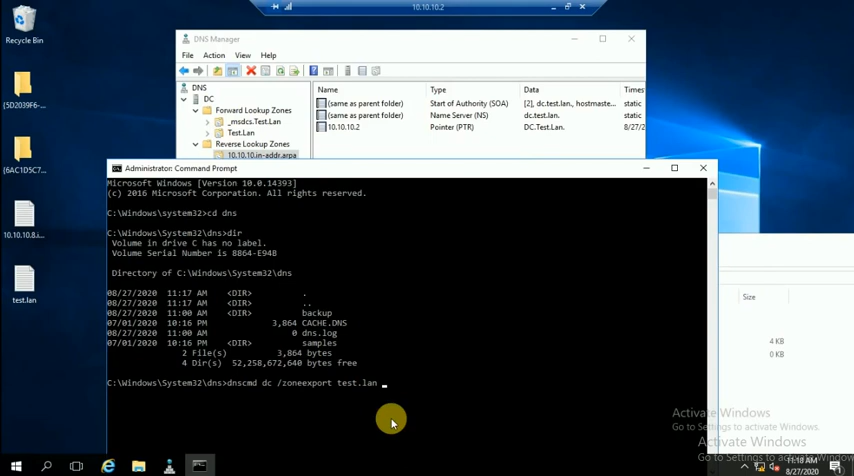 10.10.10.2
Recycle Bin
DNS Manager
File Action View Help
DNS
DC
Forward Lookup Zones
_msdcs.Test.Lan
Test.Lan
Reverse Lookup Zones
10.10.10.in-addr.arpa
Name Type Data Times
(same as parent folder) Start of Authority (SOA) [2], dc.test.lan., hostmaste... static
(same as parent folder) Name Server (NS) dc.test.lan. static
10.10.10.2 Pointer (PTR) DC.Test.Lan. 8/27/2
{5D2039F6-...
{6AC1D5C7...
10.10.10.8.i...
test.lan
Administrator: Command Prompt
Microsoft Windows [Version 10.0.14393]
(c) 2016 Microsoft Corporation. All rights reserved.
C:\Windows\system32>cd dns
C:\Windows\system32\dns>dir
Volume in drive C has no label.
Volume Serial Number is 8864-E94B
Directory of C:\Windows\System32\dns
08/27/2020 11:17 AM <DIR> .
08/27/2020 11:17 AM <DIR> ..
08/27/2020 11:00 AM <DIR> backup
07/01/2020 10:16 PM 3,864 CACHE.DNS
08/27/2020 11:00 AM 0 dns.log
07/01/2020 10:16 PM <DIR> samples
2 File(s) 3,864 bytes
4 Dir(s) 52,258,672,640 bytes free
C:\Windows\System32\dns>dnscmd dc /zoneexport test.lan _
Size
4 KB
0 KB
Activate Windows
Go to Settings to activate Windows.
Activate Windows
Go to Settings to activate Windows.
11:18 AM
8/27/2020